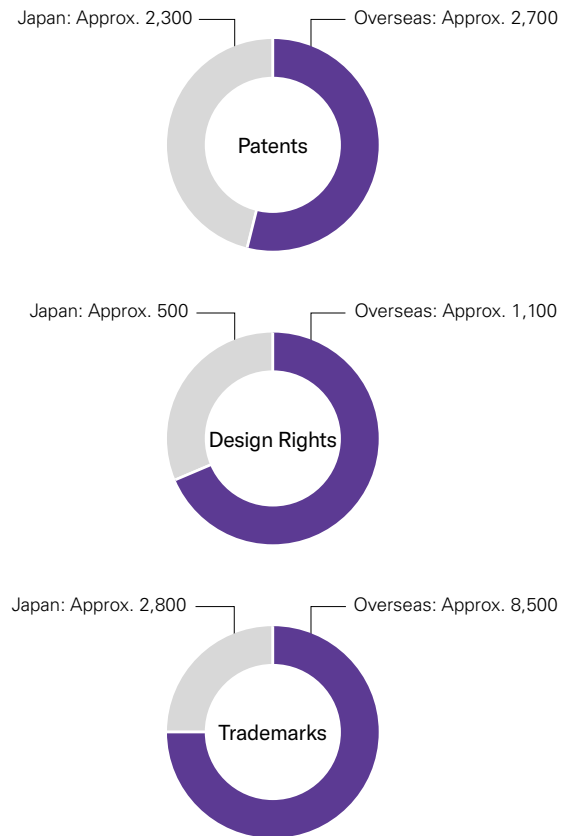 Japan: Approx. 2,300
Overseas: Approx. 2,700
Patents
Japan: Approx. 500
Overseas: Approx. 1,100
Design Rights
Japan: Approx. 2,800
Overseas: Approx. 8,500
Trademarks